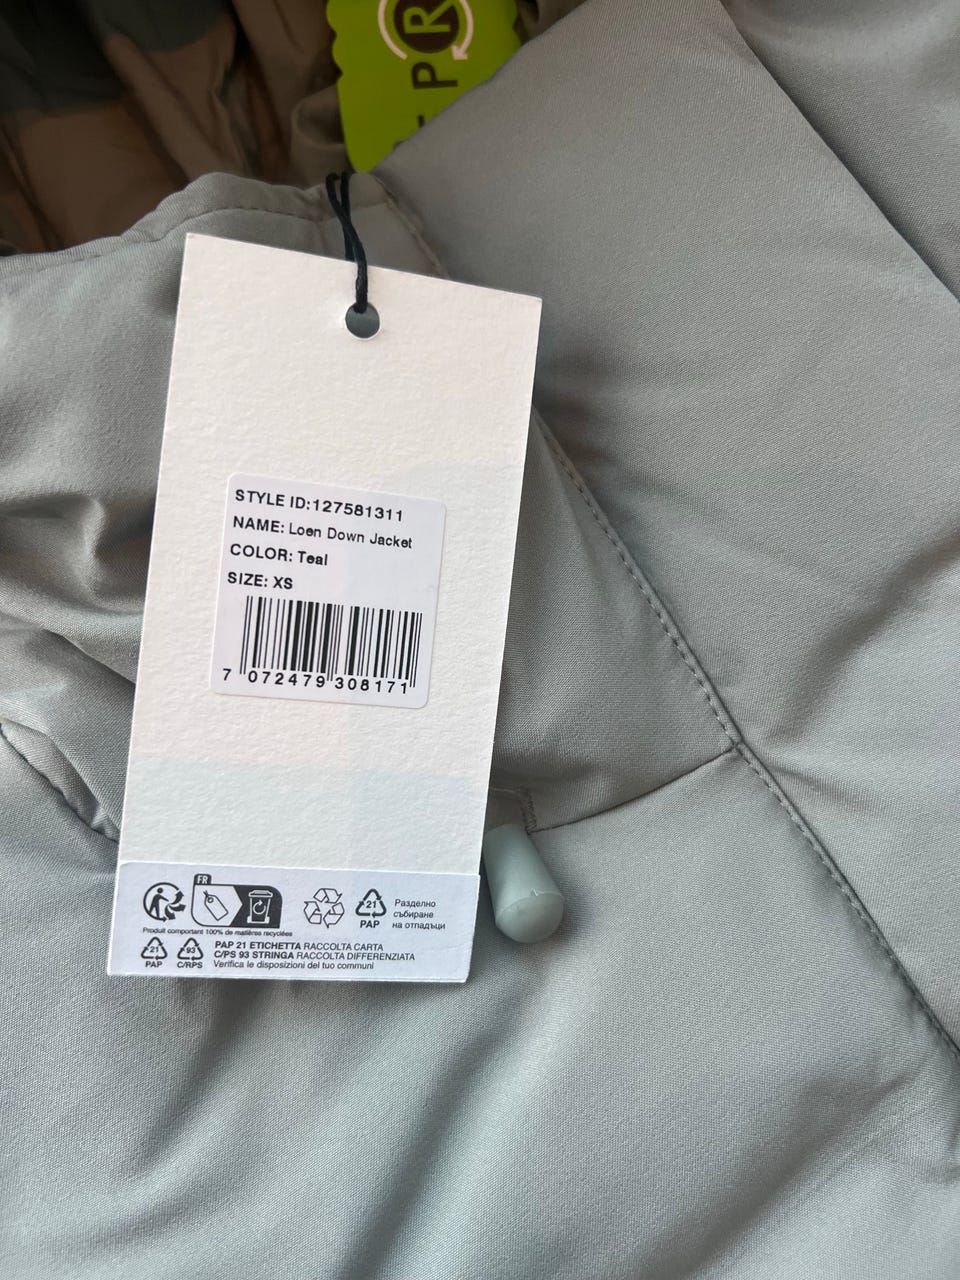 STYLE ID:127581311
NAME: Loen Down Jacket
COLOR: Teal
SIZE: XS
7 072479 308171
FR
Produit comportant 100% de matières recyclées
21
PAP
Разделно
събиране
на отпадъци
21
PAP
93
C/RPS
PAP 21 ETICHETTA RACCOLTA CARTA
C/PS 93 STRINGA RACCOLTA DIFFERENZIATA
Verifica le disposizioni del tuo comuni